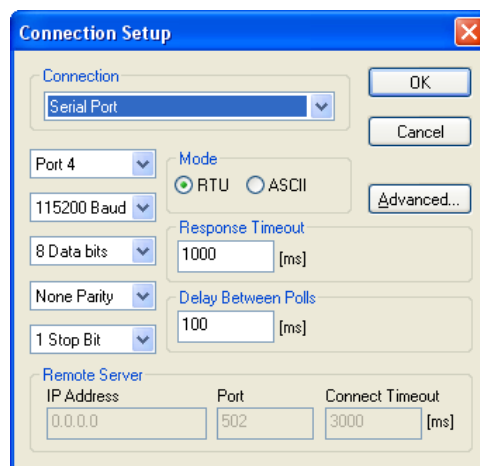 Connection Setup
Connection
Serial Port
OK
Cancel
Port 4
Mode
RTU
ASCII
115200 Baud
Advanced...
Response Timeout
8 Data bits
1000 [ms]
None Parity
Delay Between Polls
100 [ms]
1 Stop Bit
Remote Server
IP Address Port Connect Timeout
0.0.0.0 502 3000 [ms]